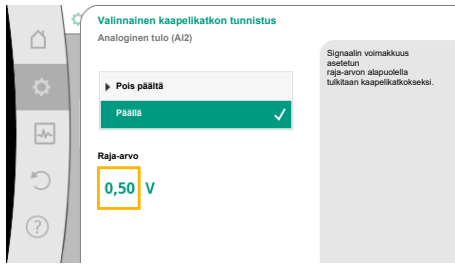 Valinnainen kaapelikatkon tunnistus
Analoginen tulo (AI2)
Signaalin voimakkuus
asetetun
raja-arvon alapuolella
tulkitaan kaapelikatkokseksi.
Pois päältä
Päällä
Raja-arvo
0,50 V
?